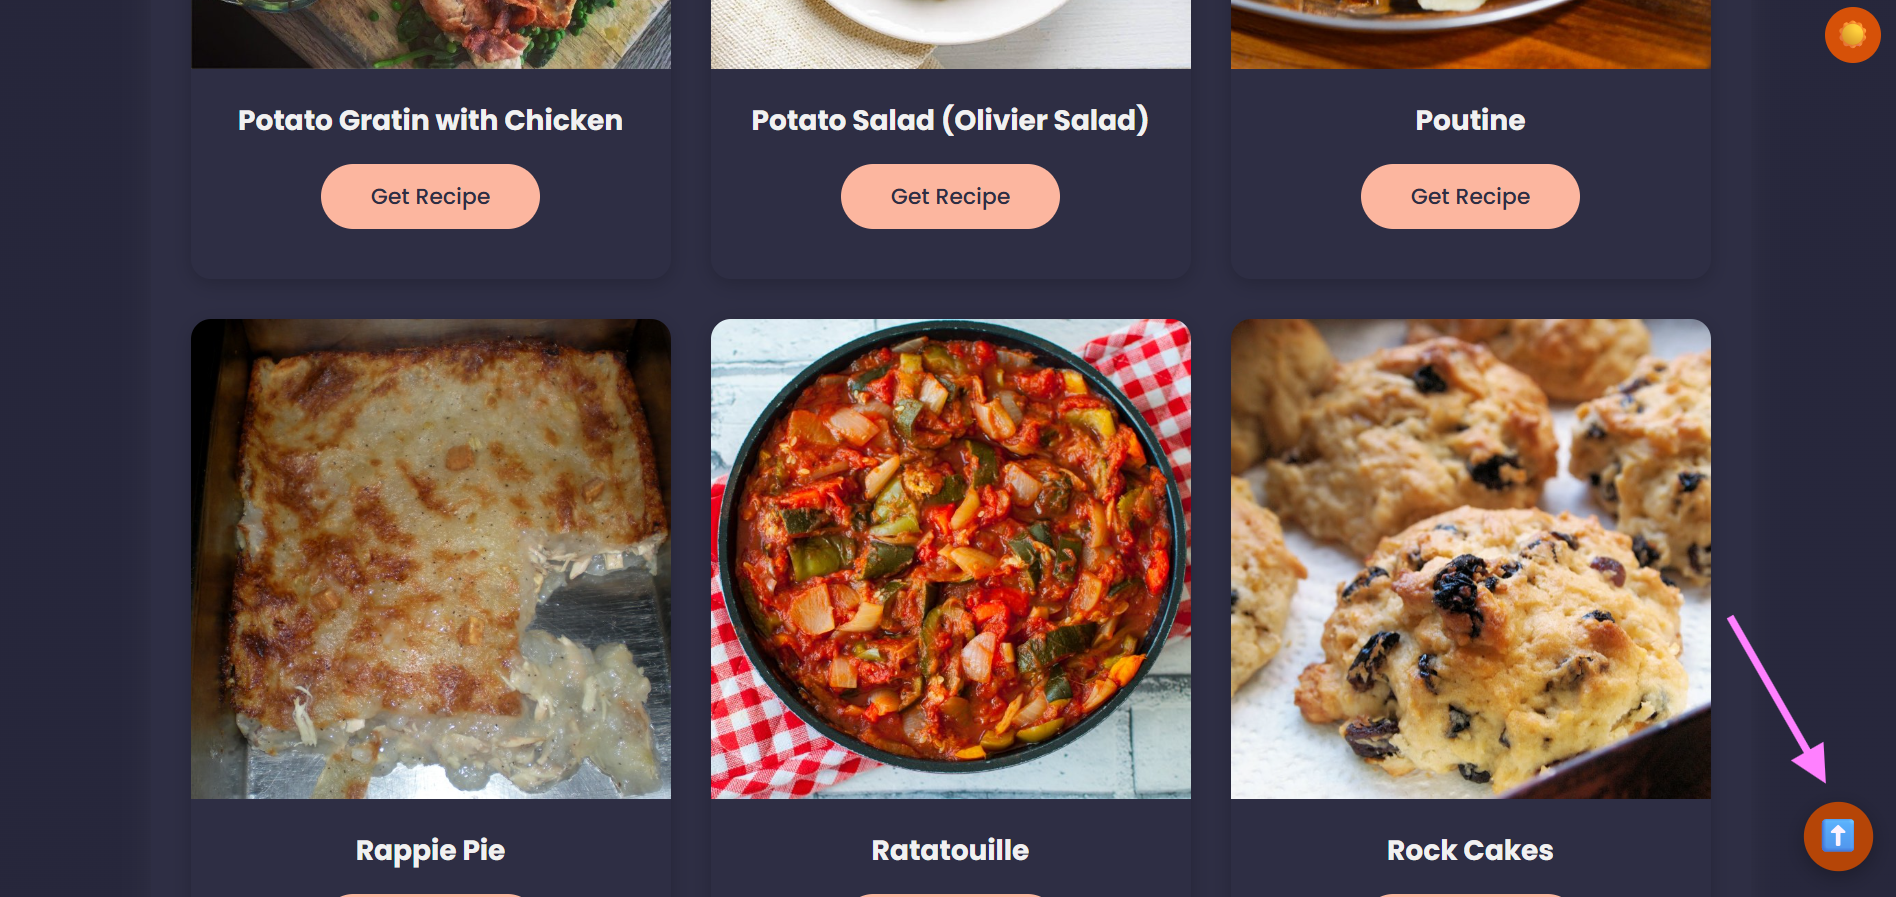 Potato Gratin with Chicken
Potato Salad (Olivier Salad)
Poutine
Get Recipe
Get Recipe
Get Recipe
Rappie Pie
Ratatouille
Rock Cakes